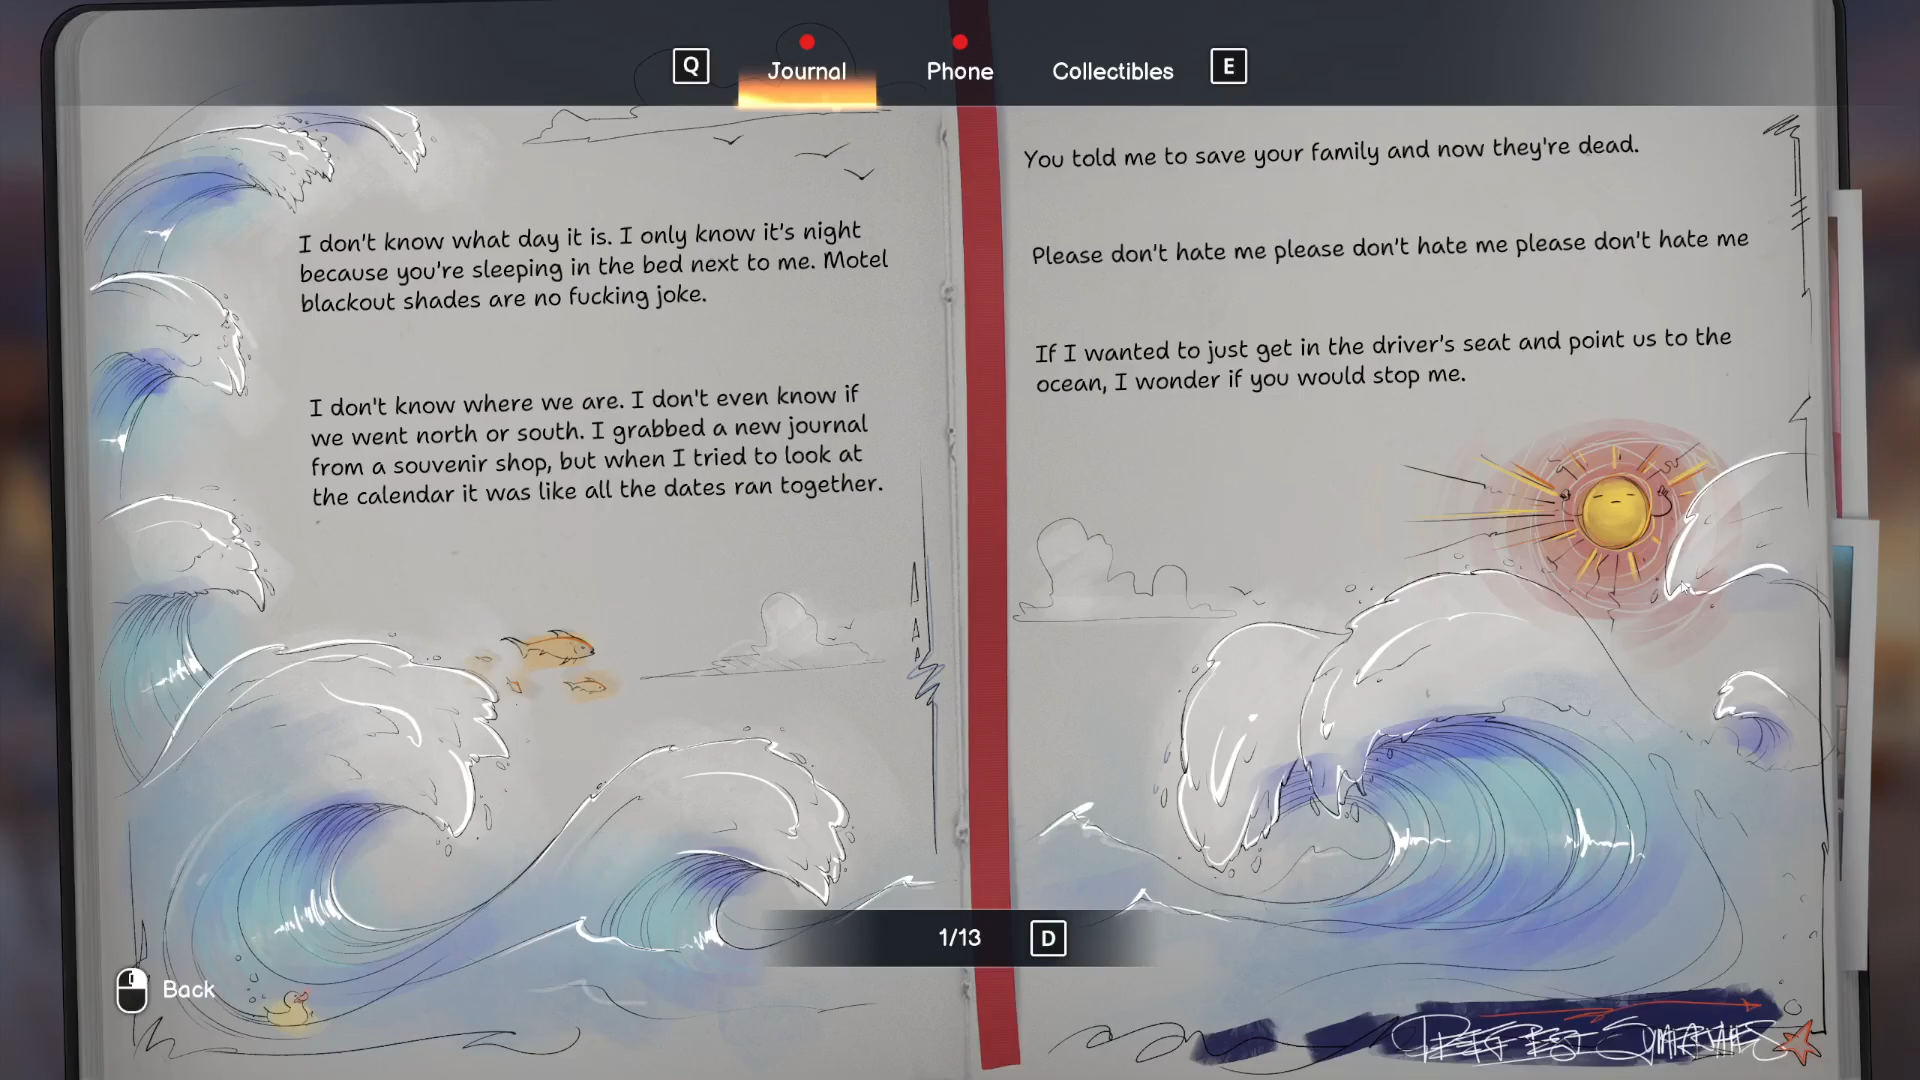 Q
Journal
Phone
Collectibles
E
I don't know what day it is. I only know it's night
because you're sleeping in the bed next to me. Motel
blackout shades are no fucking joke.
I don't know where we are. I don't even know if
we went north or south. I grabbed a new journal
from a souvenir shop, but when I tried to look at
the calendar it was like all the dates ran together.
You told me to save your family and now they're dead.
Please don't hate me please don't hate me please don't hate me
If I wanted to just get in the driver's seat and point us to the
ocean, I wonder if you would stop me.
1/13
D
Back